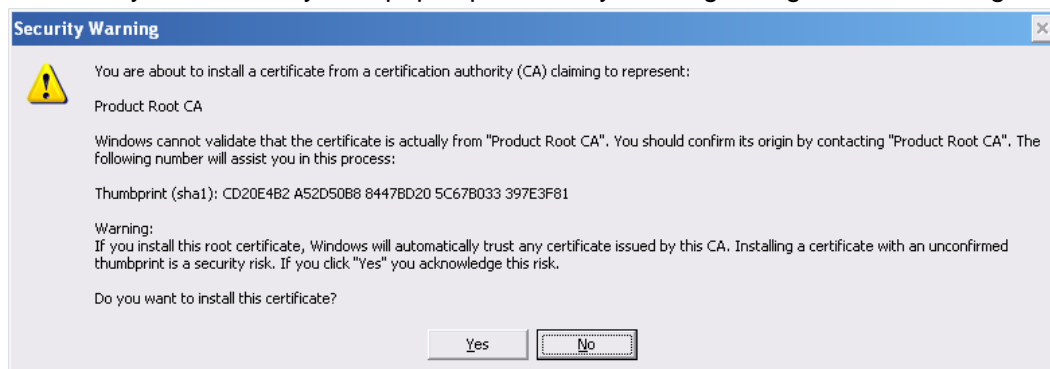 Security Warning
You are about to install a certificate from a certification authority (CA) claiming to represent:
Product Root CA
Windows cannot validate that the certificate is actually from "Product Root CA". You should confirm its origin by contacting "Product Root CA". The
following number will assist you in this process:
Thumbprint (sha1): CD20E4B2 A52D50B8 8447BD20 5C67B033 397E3F81
Warning:
If you install this root certificate, Windows will automatically trust any certificate issued by this CA. Installing a certificate with an unconfirmed
thumbprint is a security risk. If you click "Yes" you acknowledge this risk.
Do you want to install this certificate?
Yes
No